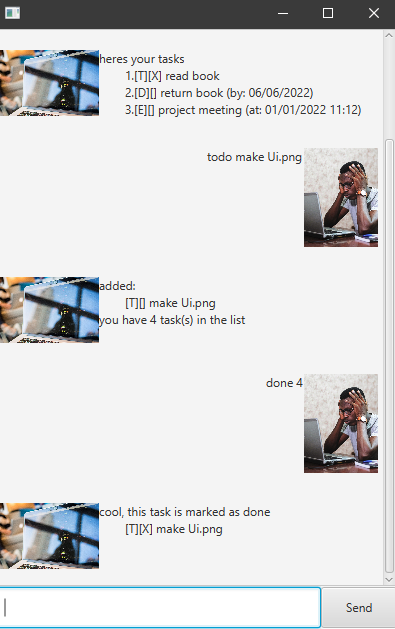 heres your tasks
1.[T][X] read book
2.[D][] return book (by: 06/06/2022)
3.[E][] project meeting (at: 01/01/2022 11:12)
todo make Ui.png
added:
[T][] make Ui.png
you have 4 task(s) in the list
done 4
cool, this task is marked as done
[T][X] make Ui.png
Send